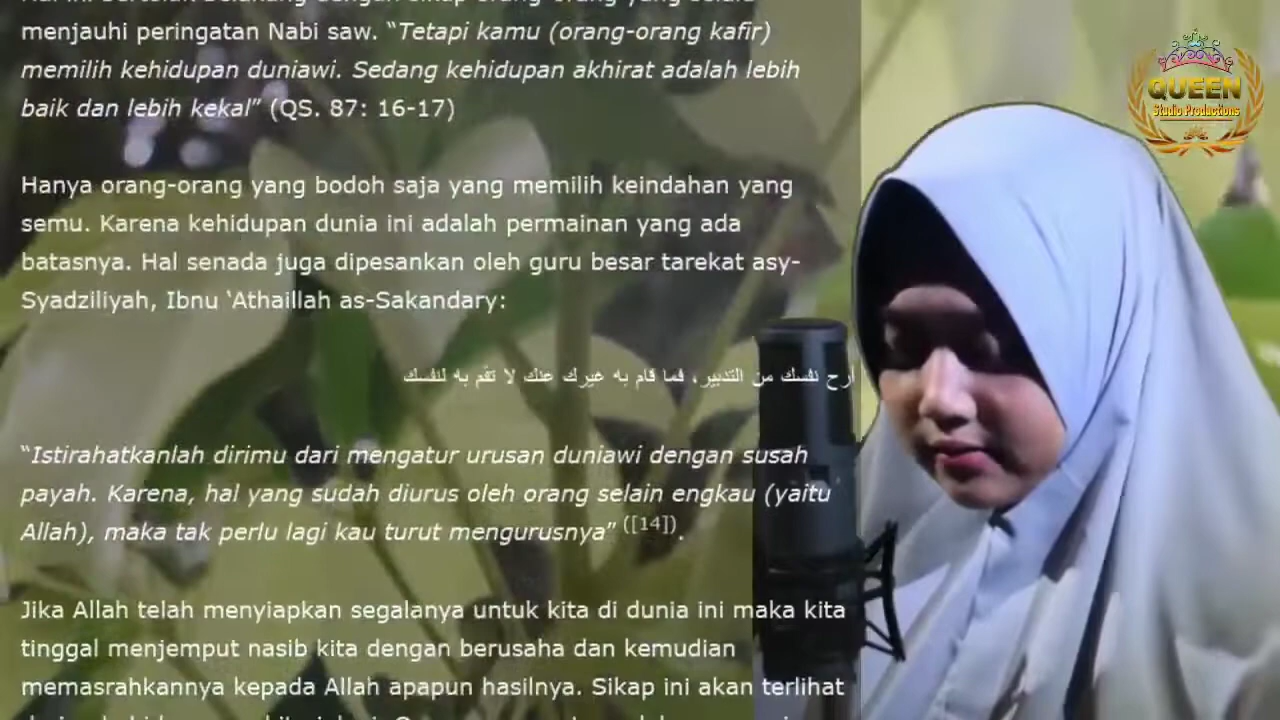 menjauhi peringatan Nabi saw. “Tetapi kamu (orang-orang kafir)
memilih kehidupan duniawi. Sedang kehidupan akhirat adalah lebih
baik dan lebih kekal” (QS. 87: 16-17)
Hanya orang-orang yang bodoh saja yang memilih keindahan yang
semu. Karena kehidupan dunia ini adalah permainan yang ada
batasnya. Hal senada juga dipesankan oleh guru besar tarekat asy-
Syadziliyah, Ibnu ‘Athaillah as-Sakandary:
أرح نفسك من التدبير، فما قام به غيرك عنك لا تقم به لنفسك
“Istirahatkanlah dirimu dari mengatur urusan duniawi dengan susah
payah. Karena, hal yang sudah diurus oleh orang selain engkau (yaitu
Allah), maka tak perlu lagi kau turut mengurusnya” ([14]).
Jika Allah telah menyiapkan segalanya untuk kita di dunia ini maka kita
tinggal menjemput nasib kita dengan berusaha dan kemudian
memasrahkannya kepada Allah apapun hasilnya. Sikap ini akan terlihat
QUEEN
Studio Productions